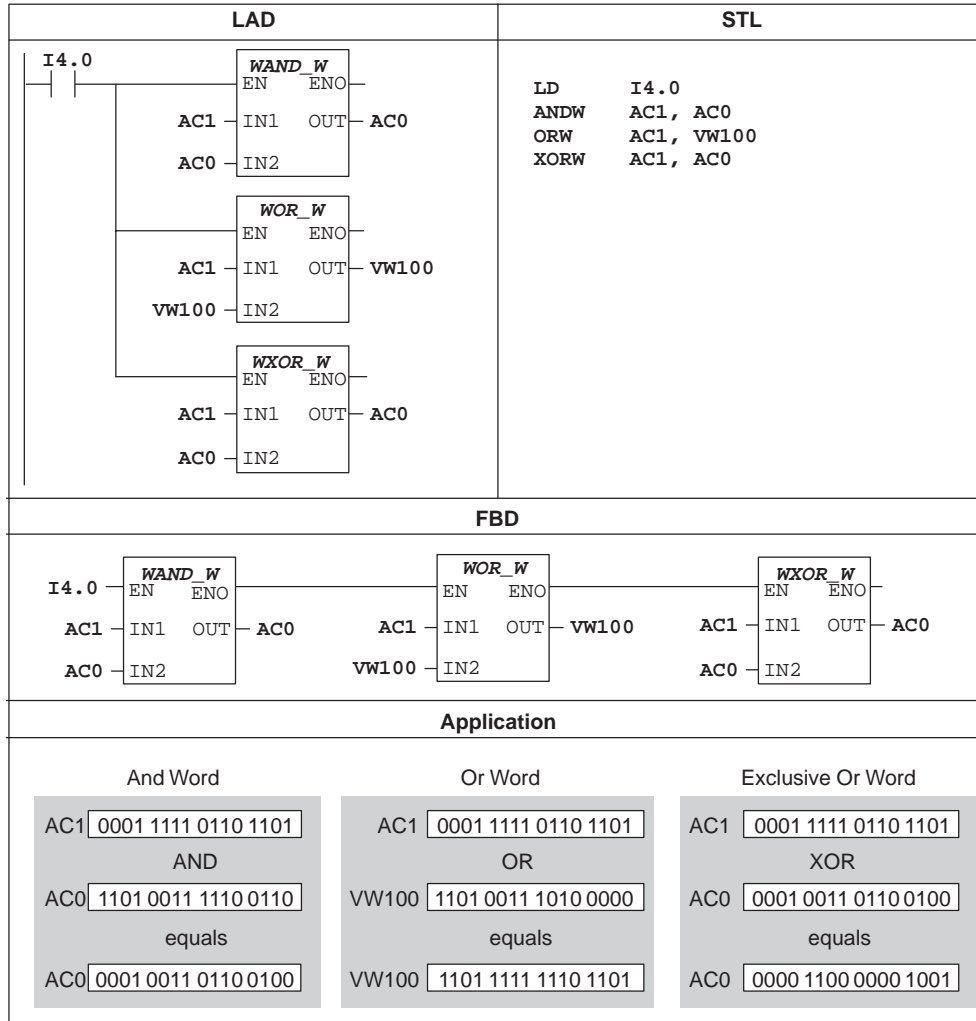 LAD
I4.0
WAND_W
EN ENO
AC1 IN1 OUT AC0
AC0 IN2
WOR_W
EN ENO
AC1 IN1 OUT VW100
VW100 IN2
WXOR_W
EN ENO
AC1 IN1 OUT AC0
AC0 IN2
STL
LD I4.0
ANDW AC1, AC0
ORW AC1, VW100
XORW AC1, AC0
FBD
WAND_W
I4.0 EN ENO
AC1 IN1 OUT AC0
AC0 IN2
WOR_W
EN ENO
AC1 IN1 OUT VW100
VW100 IN2
WXOR_W
EN ENO
AC1 IN1 OUT AC0
AC0 IN2
Application
And Word
AC1 0001 1111 0110 1101
AND
AC0 1101 0011 1110 0110
equals
AC0 0001 0011 0110 0100
Or Word
AC1 0001 1111 0110 1101
OR
VW100 1101 0011 1010 0000
equals
VW100 1101 1111 1110 1101
Exclusive Or Word
AC1 0001 1111 0110 1101
XOR
AC0 0001 0011 0110 0100
equals
AC0 0000 1100 0000 1001